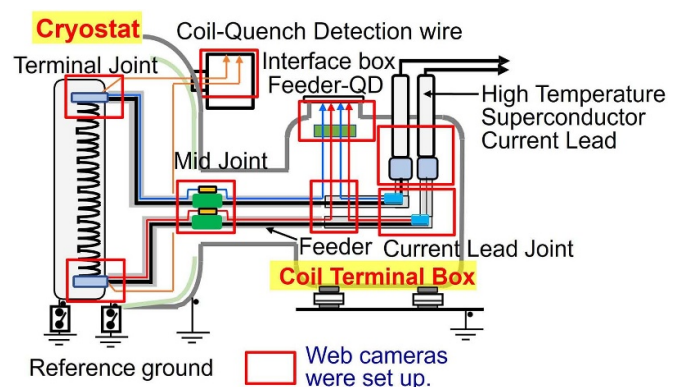 Cryostat
Coil-Quench Detection wire
Terminal Joint
Interface box
Feeder-QD
High Temperature
Superconductor
Current Lead
Mid Joint
Feeder
Current Lead Joint
Coil Terminal Box
Reference ground
Web cameras
were set up.